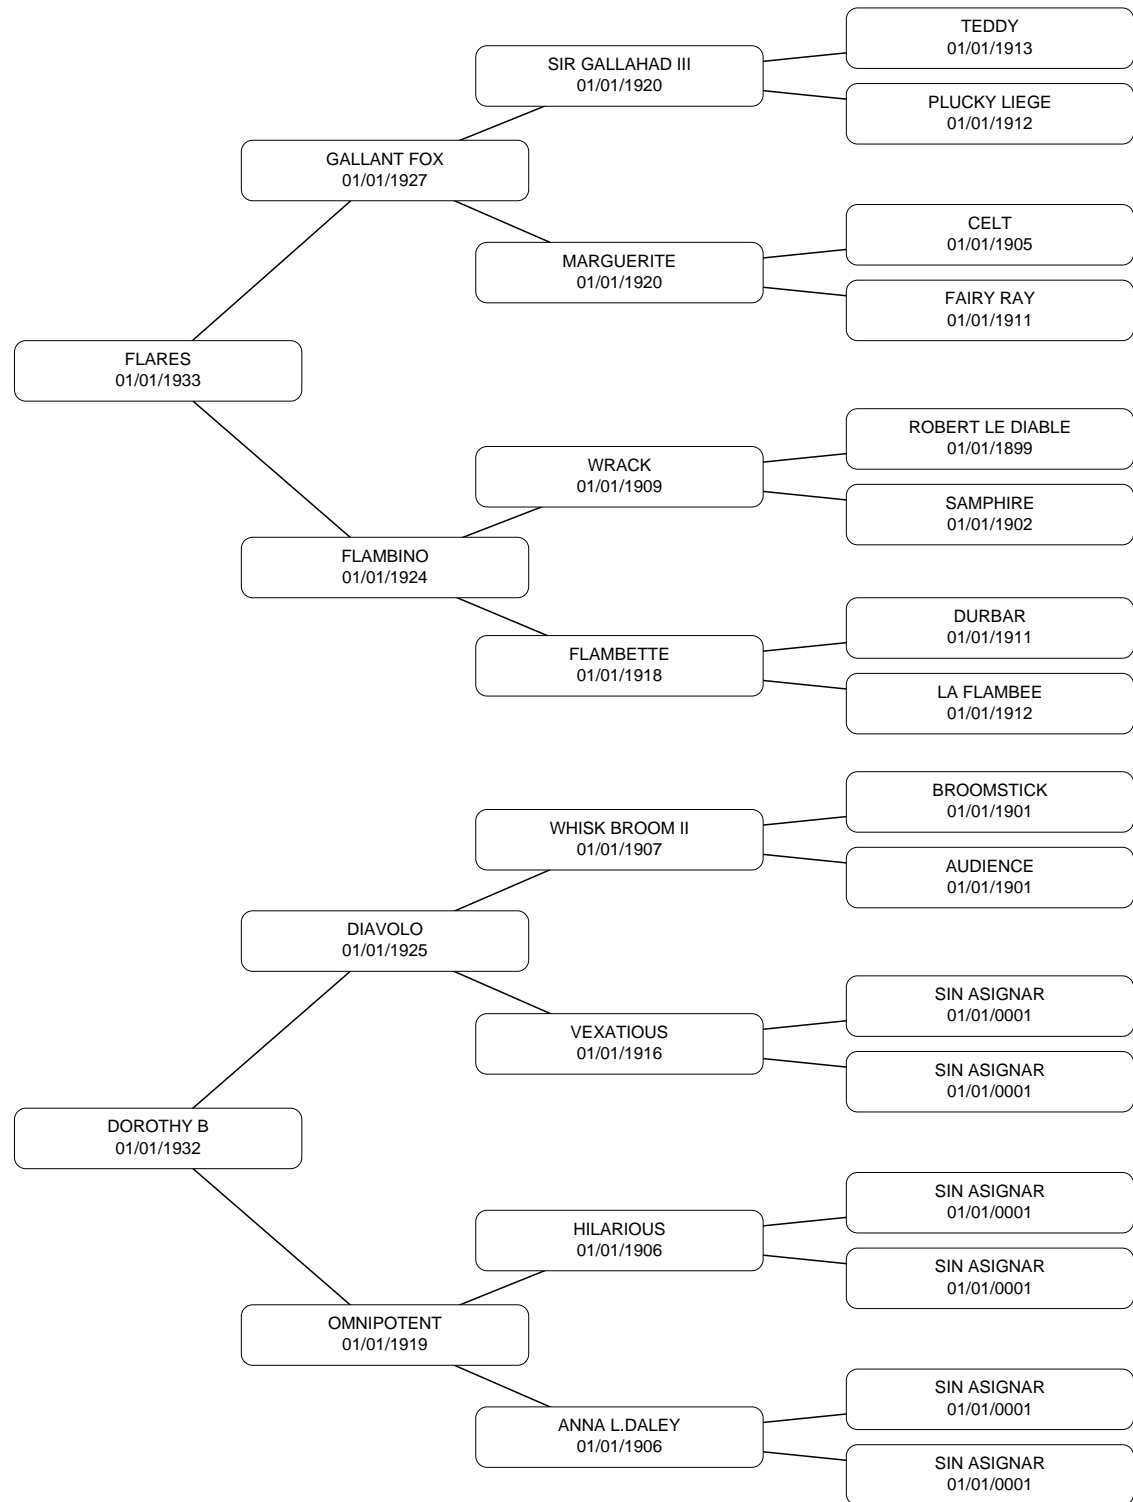 TEDDY
01/01/1913
SIR GALLAHAD III
01/01/1920
PLUCKY LIEGE
01/01/1912
GALLANT FOX
01/01/1927
CELT
01/01/1905
MARGUERITE
01/01/1920
FAIRY RAY
01/01/1911
FLARES
01/01/1933
ROBERT LE DIABLE
01/01/1899
WRACK
01/01/1909
SAMPHIRE
01/01/1902
FLAMBINO
01/01/1924
DURBAR
01/01/1911
FLAMBETTE
01/01/1918
LA FLAMBEE
01/01/1912
BROOMSTICK
01/01/1901
WHISK BROOM II
01/01/1907
AUDIENCE
01/01/1901
DIAVOLO
01/01/1925
SIN ASIGNAR
01/01/0001
VEXATIOUS
01/01/1916
SIN ASIGNAR
01/01/0001
DOROTHY B
01/01/1932
SIN ASIGNAR
01/01/0001
HILARIOUS
01/01/1906
SIN ASIGNAR
01/01/0001
OMNIPOTENT
01/01/1919
SIN ASIGNAR
01/01/0001
ANNA L.DALEY
01/01/1906
SIN ASIGNAR
01/01/0001